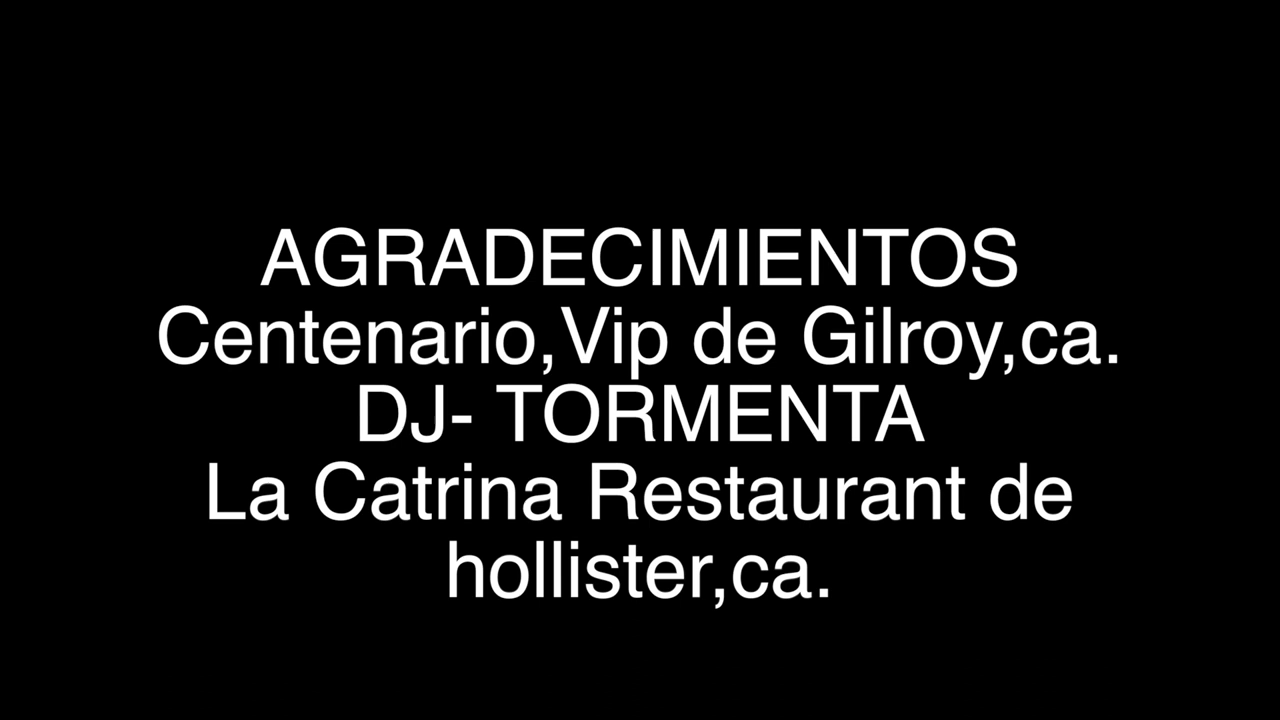 AGRADECIMIENTOS
Centenario,Vip de Gilroy,ca.
DJ- TORMENTA
La Catrina Restaurant de
hollister,ca.